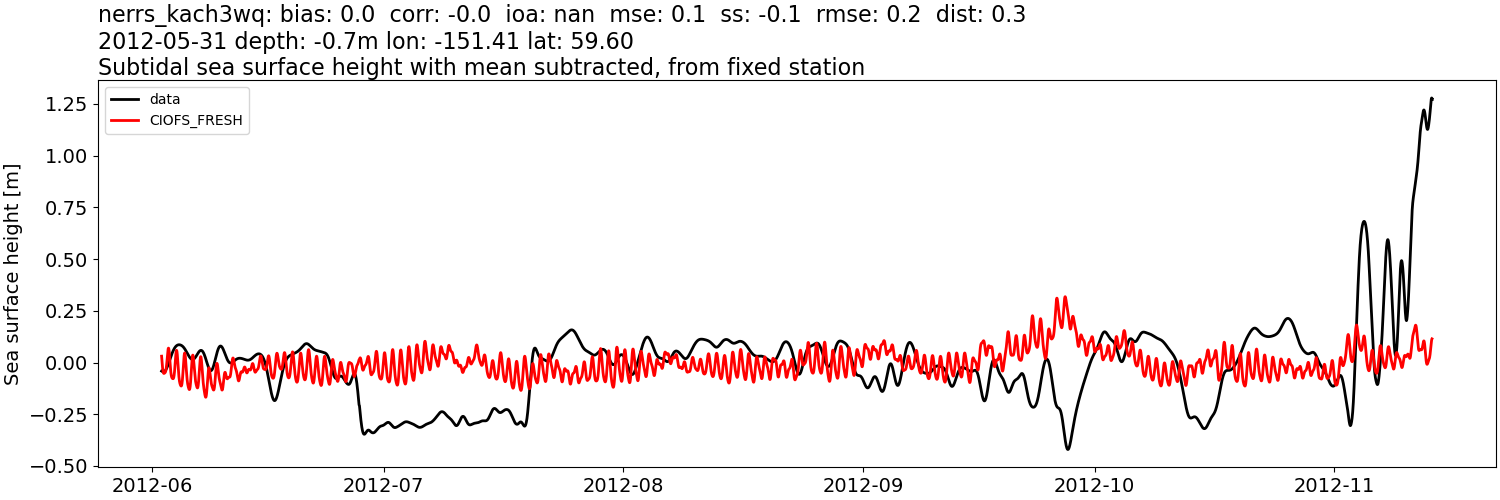 nerrs_kach3wq: bias: 0.0  corr: -0.0  ioa: nan  mse: 0.1  ss: -0.1  rmse: 0.2  dist: 0.3
2012-05-31 depth: -0.7m lon: -151.41 lat: 59.60
Subtidal sea surface height with mean subtracted, from fixed station
data
CIOFS_FRESH
Sea surface height [m]
1.25
1.00
0.75
0.50
0.25
0.00
−0.25
−0.50
2012-06 2012-07 2012-08 2012-09 2012-10 2012-11